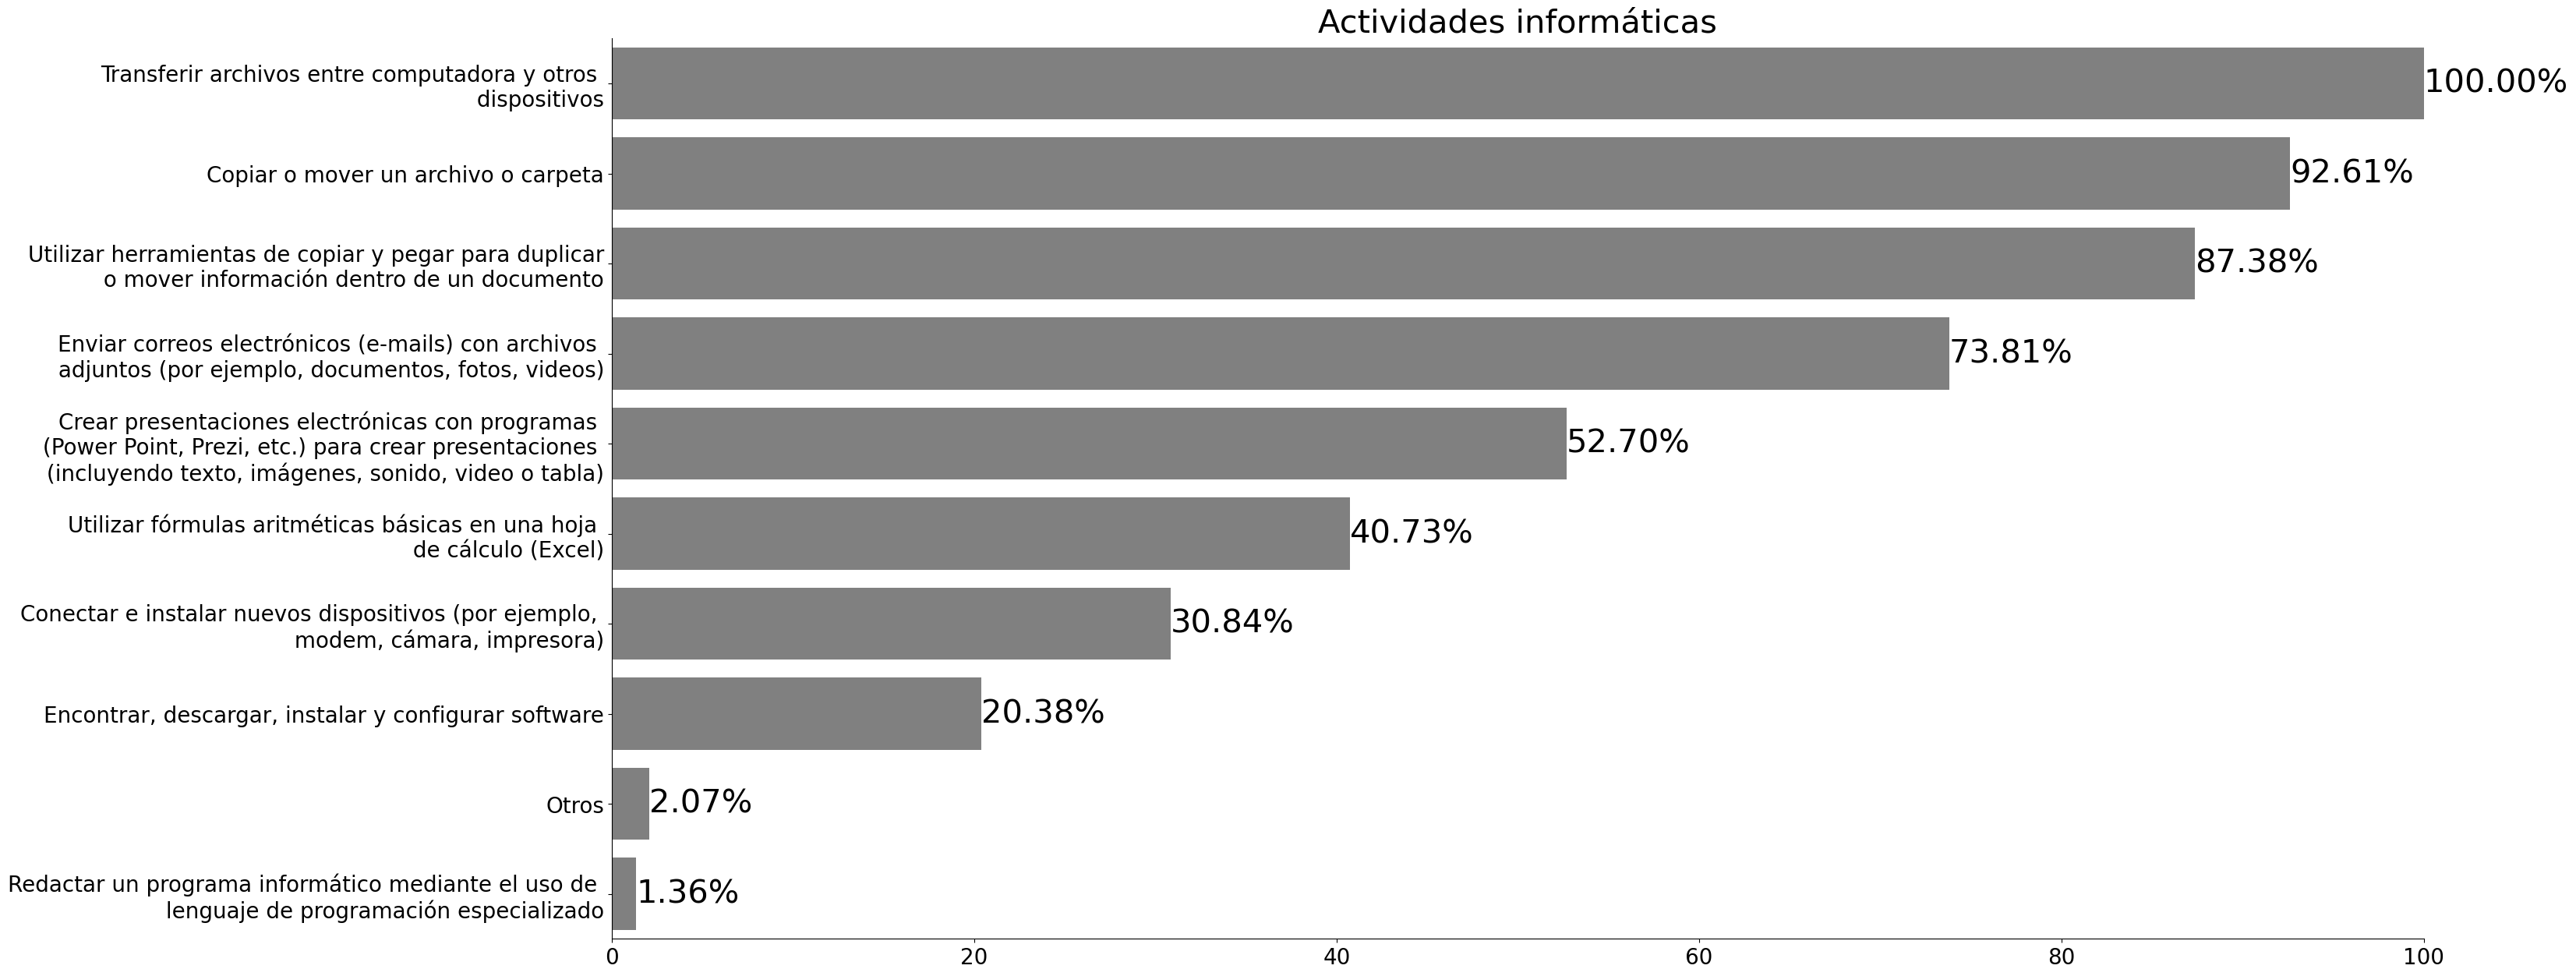 Actividades informáticas
Transferir archivos entre computadora y otros
dispositivos
100.00%
Copiar o mover un archivo o carpeta
92.61%
Utilizar herramientas de copiar y pegar para duplicar
o mover información dentro de un documento
87.38%
Enviar correos electrónicos (e-mails) con archivos
adjuntos (por ejemplo, documentos, fotos, videos)
73.81%
Crear presentaciones electrónicas con programas
(Power Point, Prezi, etc.) para crear presentaciones
(incluyendo texto, imágenes, sonido, video o tabla)
52.70%
Utilizar fórmulas aritméticas básicas en una hoja
de cálculo (Excel)
40.73%
Conectar e instalar nuevos dispositivos (por ejemplo,
modem, cámara, impresora)
30.84%
Encontrar, descargar, instalar y configurar software
20.38%
Otros
2.07%
Redactar un programa informático mediante el uso de
lenguaje de programación especializado
1.36%
0 20 40 60 80 100